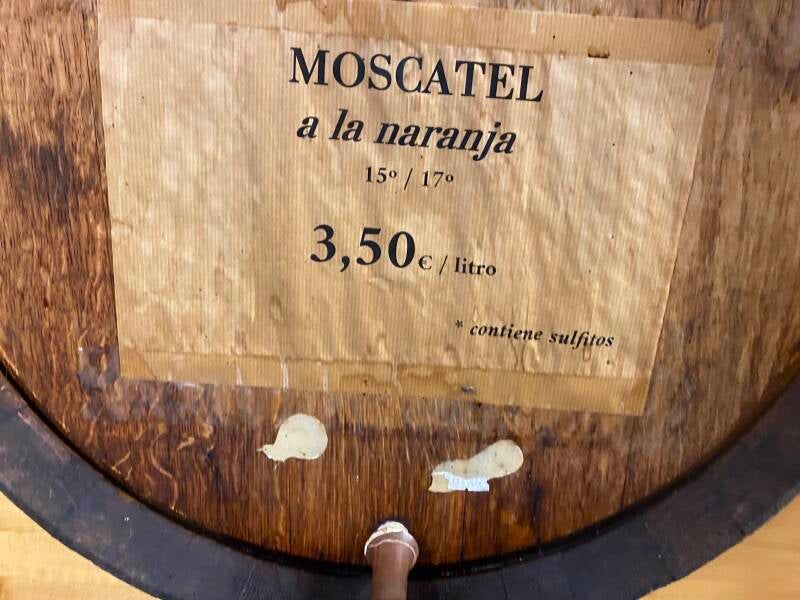 MOSCATEL
a la naranja
15º / 17º
3,50€ / litro
* contiene sulfitos